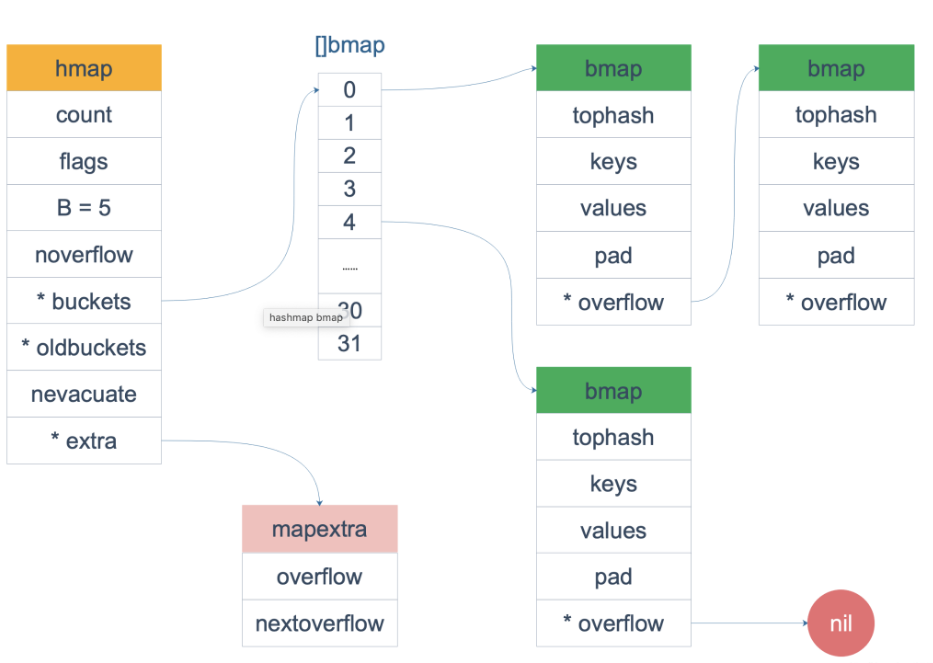 hmap
count
flags
B = 5
noverflow
* buckets
* oldbuckets
nevacuate
* extra
[]bmap
0
1
2
3
4
......
30
31
hashmap bmap
bmap
tophash
keys
values
pad
* overflow
bmap
tophash
keys
values
pad
* overflow
bmap
tophash
keys
values
pad
* overflow
nil
mapextra
overflow
nextoverflow